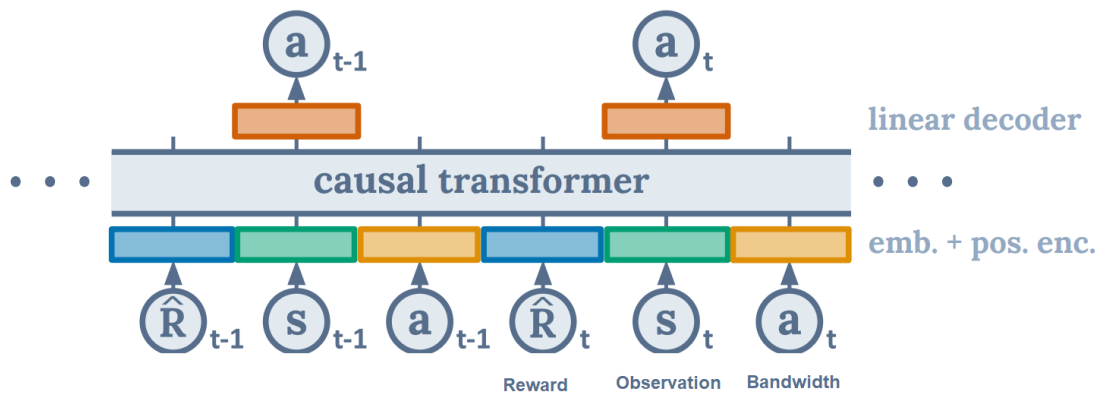 a t-1 a t
linear decoder
causal transformer
emb. + pos. enc.
R̂ t-1 s t-1 a t-1 R̂ t s t a t
Reward Observation Bandwidth